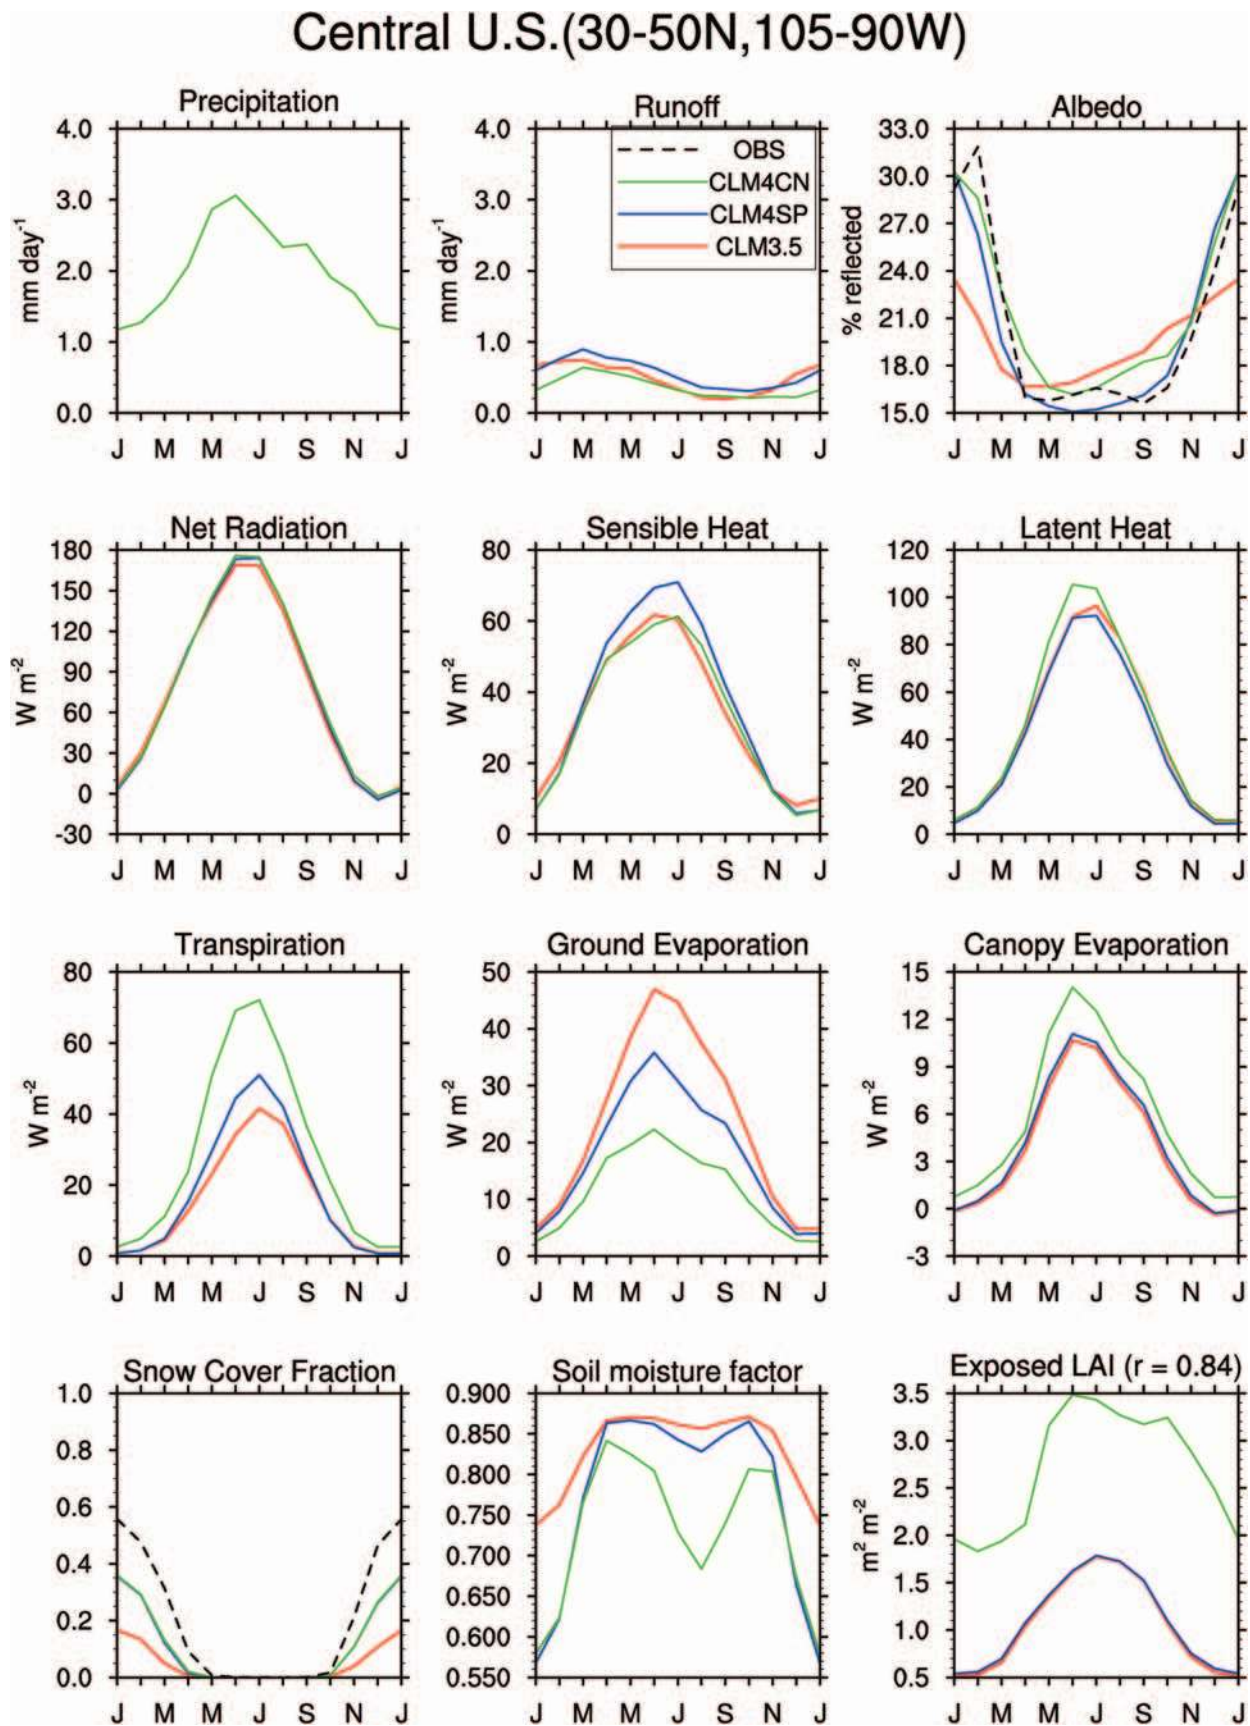 Central U.S.(30-50N,105-90W)
Precipitation
4.0
3.0
2.0
1.0
0.0
mm day-1
J M M J S N J
Runoff
4.0
3.0
2.0
1.0
0.0
mm day-1
OBS
CLM4CN
CLM4SP
CLM3.5
J M M J S N J
Albedo
33.0
30.0
27.0
24.0
21.0
18.0
15.0
% reflected
J M M J S N J
Net Radiation
180
150
120
90
60
30
0
-30
W m-2
J M M J S N J
Sensible Heat
80
60
40
20
0
W m-2
J M M J S N J
Latent Heat
120
100
80
60
40
20
0
W m-2
J M M J S N J
Transpiration
80
60
40
20
0
W m-2
J M M J S N J
Ground Evaporation
50
40
30
20
10
0
W m-2
J M M J S N J
Canopy Evaporation
15
12
9
6
3
0
-3
W m-2
J M M J S N J
Snow Cover Fraction
1.0
0.8
0.6
0.4
0.2
0.0
J M M J S N J
Soil moisture factor
0.900
0.850
0.800
0.750
0.700
0.650
0.600
0.550
J M M J S N J
Exposed LAI (r = 0.84)
3.5
3.0
2.5
2.0
1.5
1.0
0.5
m2 m-2
J M M J S N J